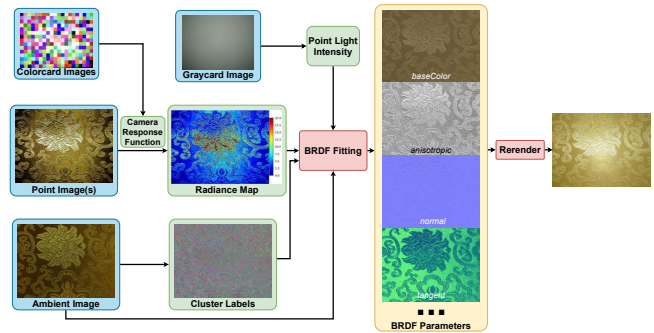 Colorcard Images
Graycard Image
Point Light
Intensity
Camera
Response
Function
Point Image(s)
Radiance Map
BRDF Fitting
Ambient Image
Cluster Labels
baseColor
anisotropic
normal
tangent
BRDF Parameters
Rerender